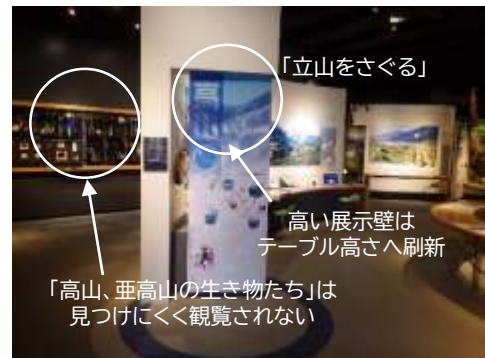 「立山をさぐる」
高
高い展示壁は
テーブル高さへ刷新
「高山、亜高山の生き物たち」は
見つけにくく観覧されない